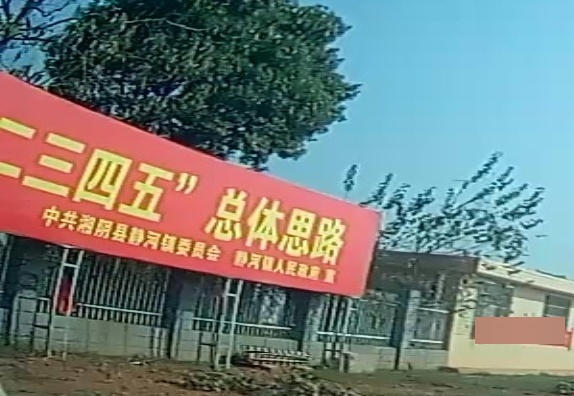 二三四五”总体思路
中共湘阴县静河镇委员会 静河镇人民政府 宣